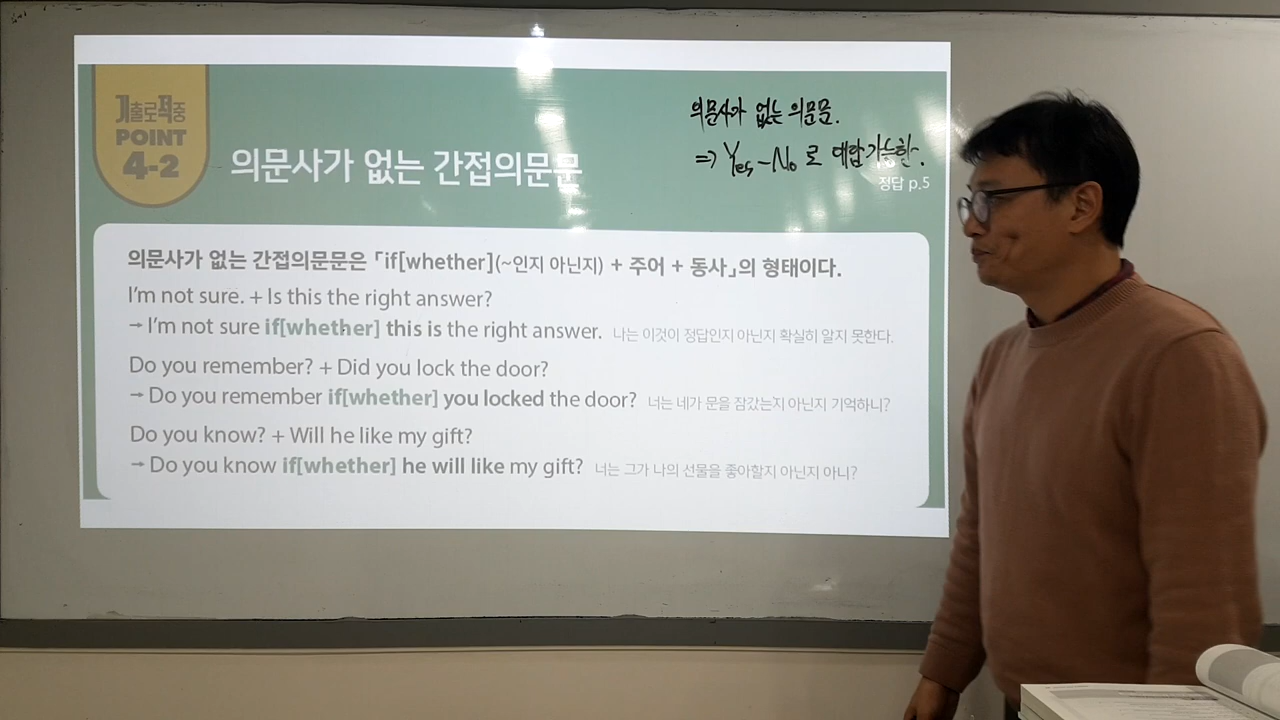 기출로적중
POINT
4-2
의문사가 없는 간접의문문
의문사가 없는 의문문.
⇒ Yes-No 로 대답가능한.
정답 p.5
의문사가 없는 간접의문문은 「if[whether](~인지 아닌지) + 주어 + 동사」의 형태이다.
I'm not sure. + Is this the right answer?
→ I'm not sure if[whether] this is the right answer. 나는 이것이 정답인지 아닌지 확실히 알지 못한다.
Do you remember? + Did you lock the door?
→ Do you remember if[whether] you locked the door? 너는 네가 문을 잠갔는지 아닌지 기억하니?
Do you know? + Will he like my gift?
→ Do you know if[whether] he will like my gift? 너는 그가 나의 선물을 좋아할지 아닌지 아니?